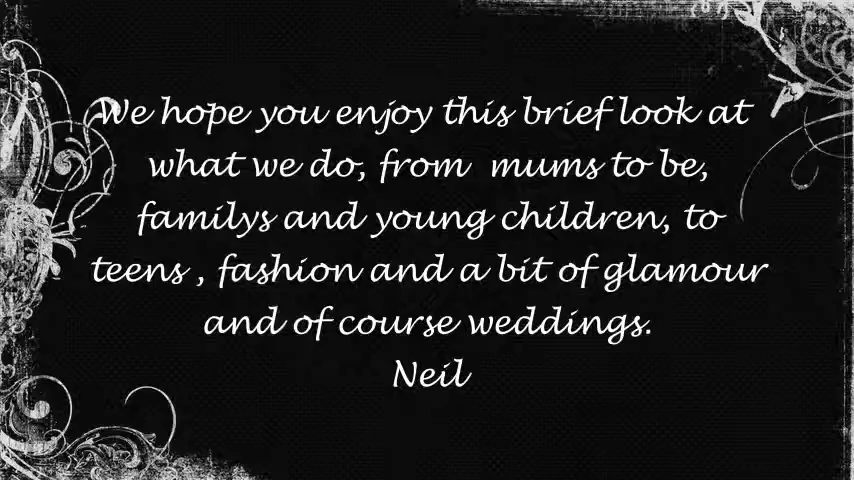 We hope you enjoy this brief look at
what we do, from  mums to be,
familys and young children, to
teens , fashion and a bit of glamour
and of course weddings.
Neil